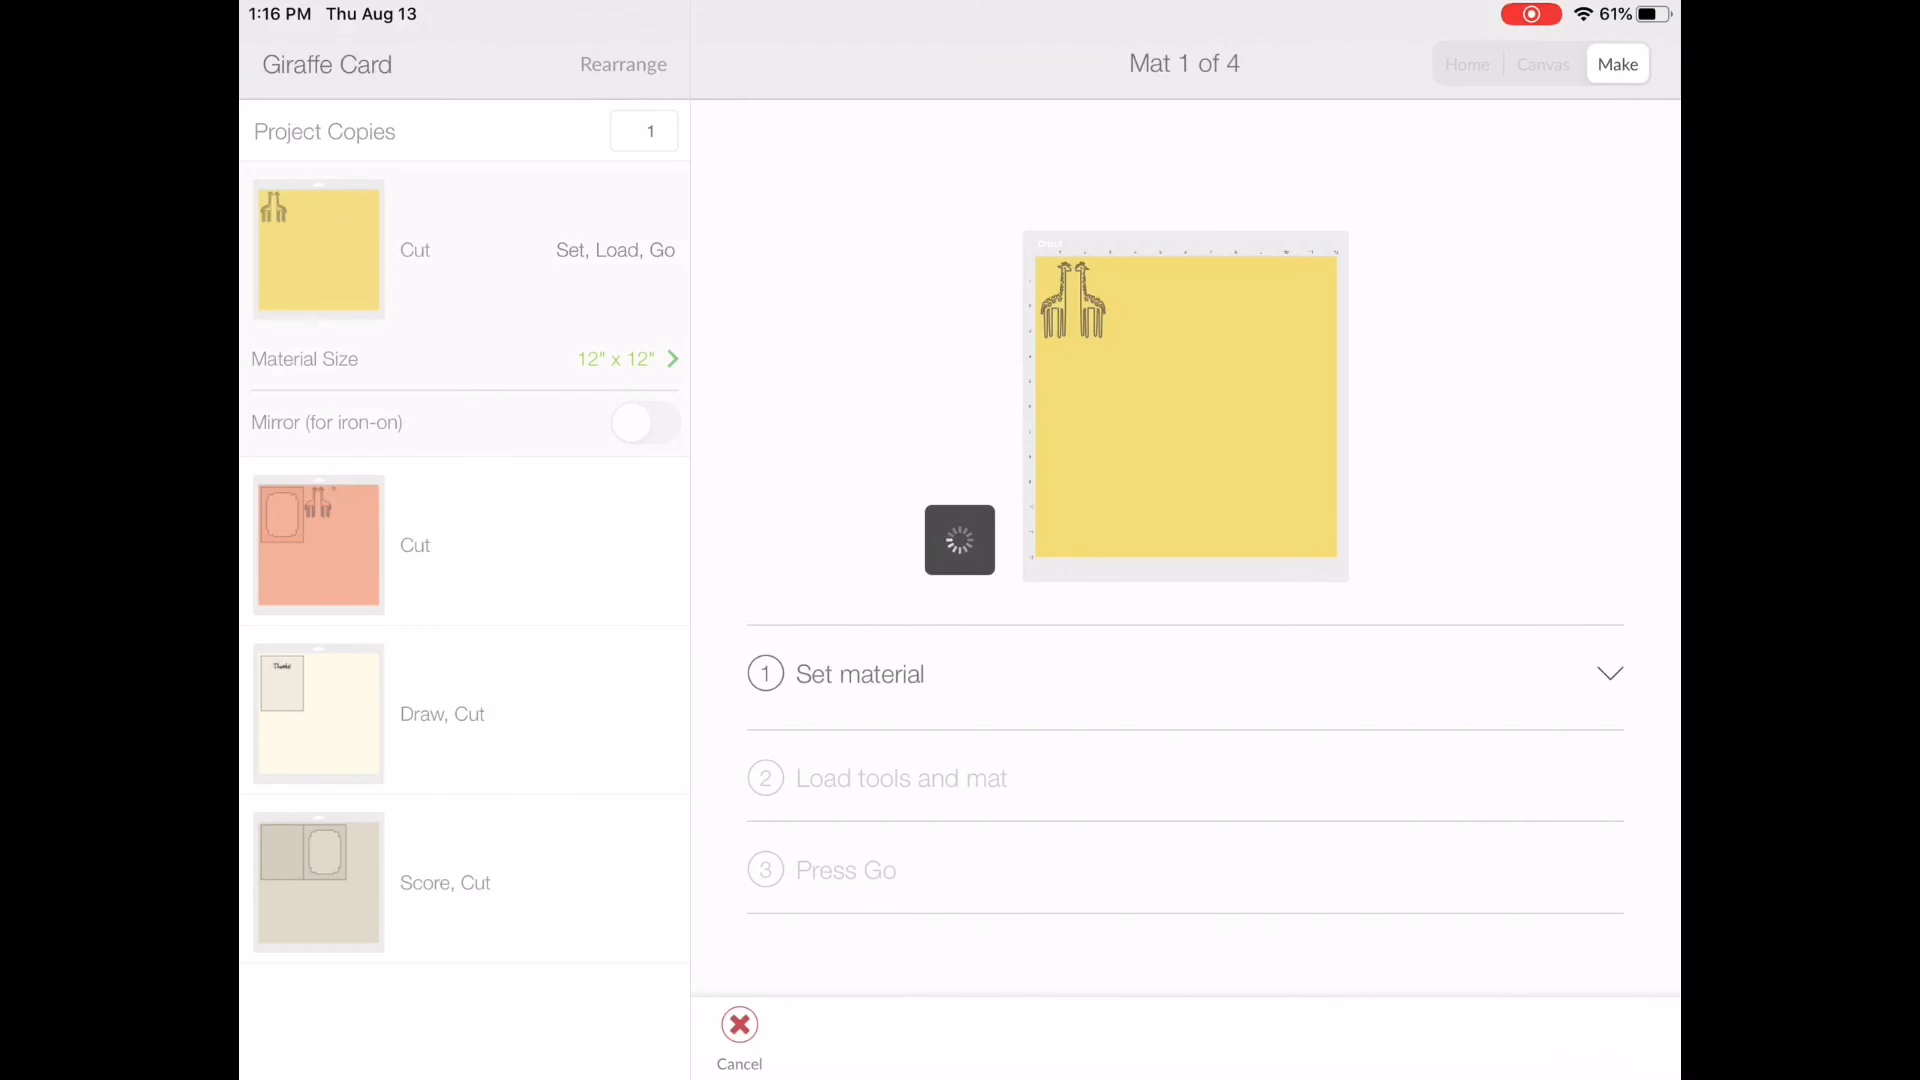 1:16 PM Thu Aug 13
61%
Giraffe Card
Rearrange
Mat 1 of 4
Home
Canvas
Make
Project Copies
1
Cut
Set, Load, Go
Material Size
12" x 12"
Mirror (for iron-on)
Cut
Thanks!
Draw, Cut
Score, Cut
Cricut
1 Set material
2 Load tools and mat
3 Press Go
Cancel